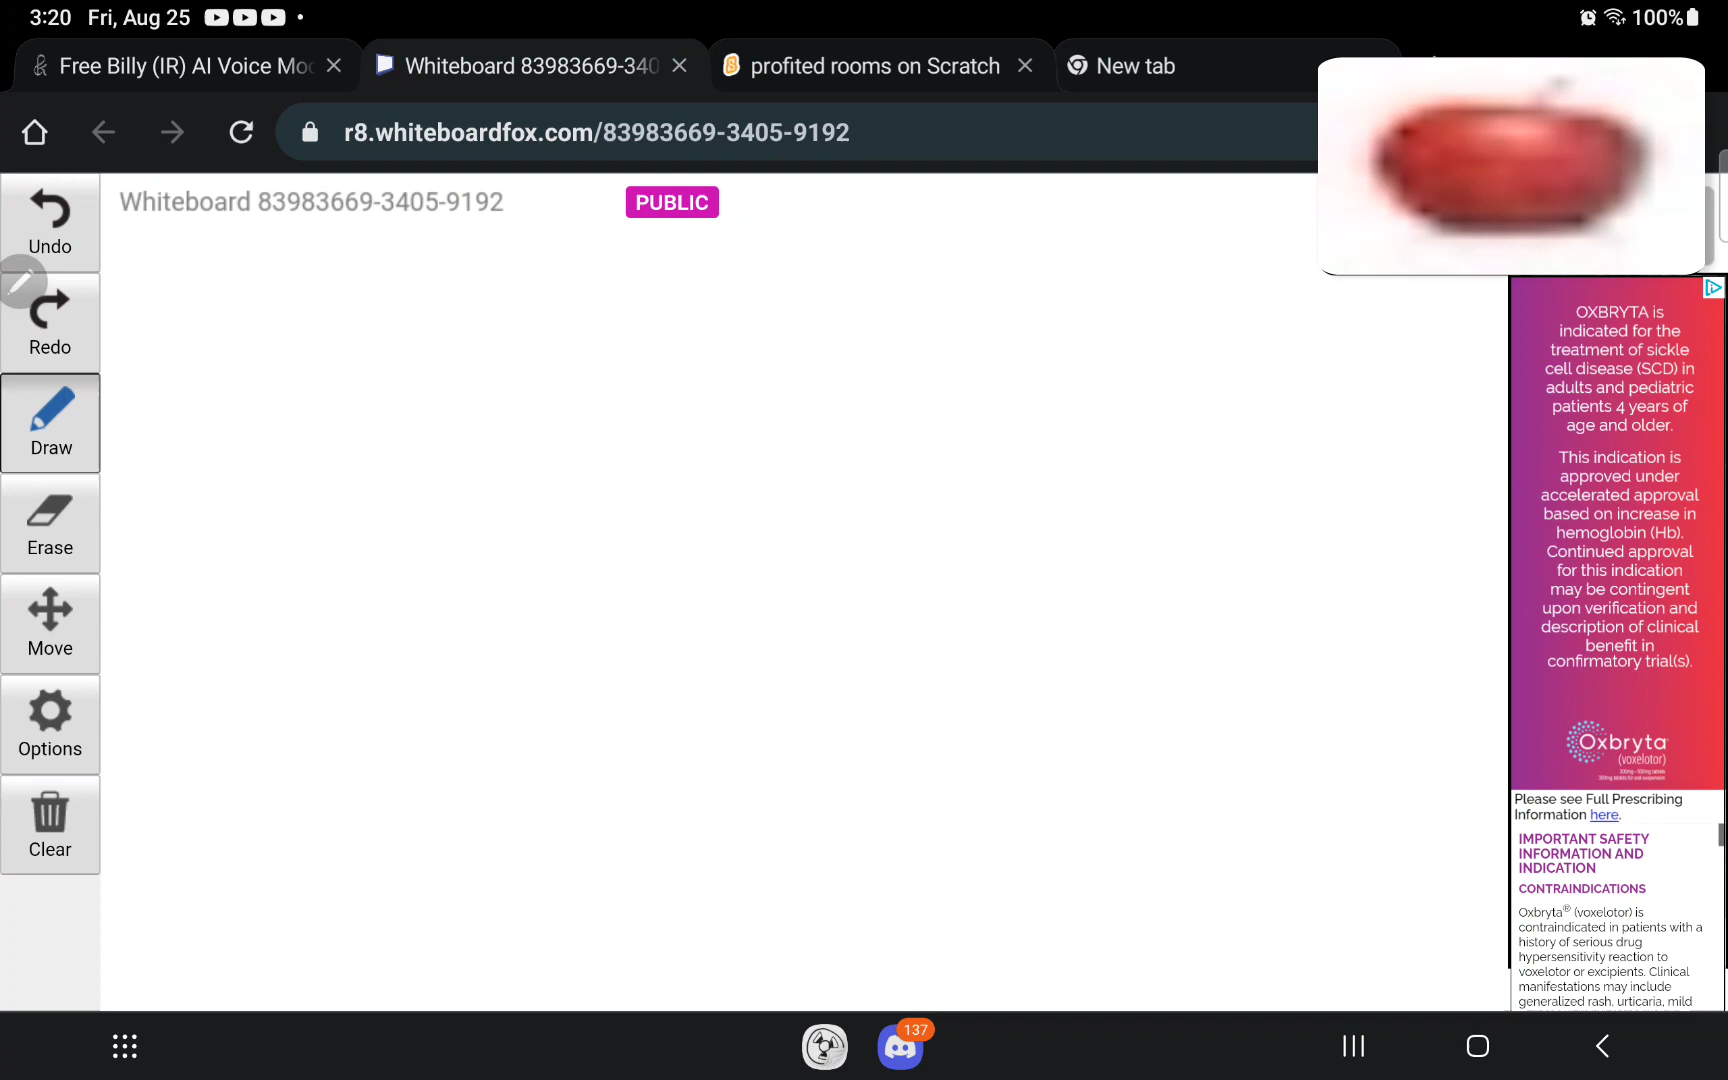 3:20 Fri, Aug 25
100%
Free Billy (IR) AI Voice Mo
Whiteboard 83983669-340
profited rooms on Scratch
New tab
r8.whiteboardfox.com/83983669-3405-9192
Whiteboard 83983669-3405-9192
PUBLIC
Undo
Redo
Draw
Erase
Move
Options
Clear
OXBRYTA is
indicated for the
treatment of sickle
cell disease (SCD) in
adults and pediatric
patients 4 years of
age and older.
This indication is
approved under
accelerated approval
based on increase in
hemoglobin (Hb).
Continued approval
for this indication
may be contingent
upon verification and
description of clinical
benefit in
confirmatory trial(s).
Oxbryta
(voxelotor)
Please see Full Prescribing
Information here.
IMPORTANT SAFETY
INFORMATION AND
INDICATION
CONTRAINDICATIONS
Oxbryta® (voxelotor) is
contraindicated in patients with a
history of serious drug
hypersensitivity reaction to
voxelotor or excipients. Clinical
manifestations may include
generalized rash, urticaria, mild
137